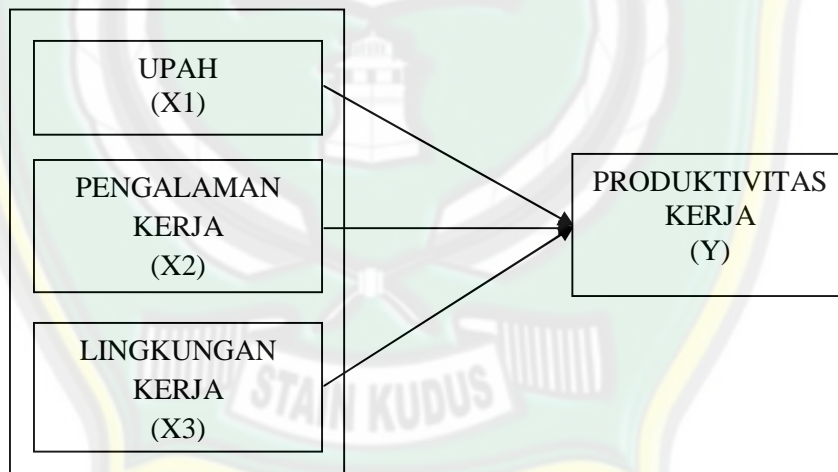 UPAH
(X1)
PENGALAMAN
KERJA
(X2)
LINGKUNGAN
KERJA
(X3)
PRODUKTIVITAS
KERJA
(Y)
STAIN KUDUS